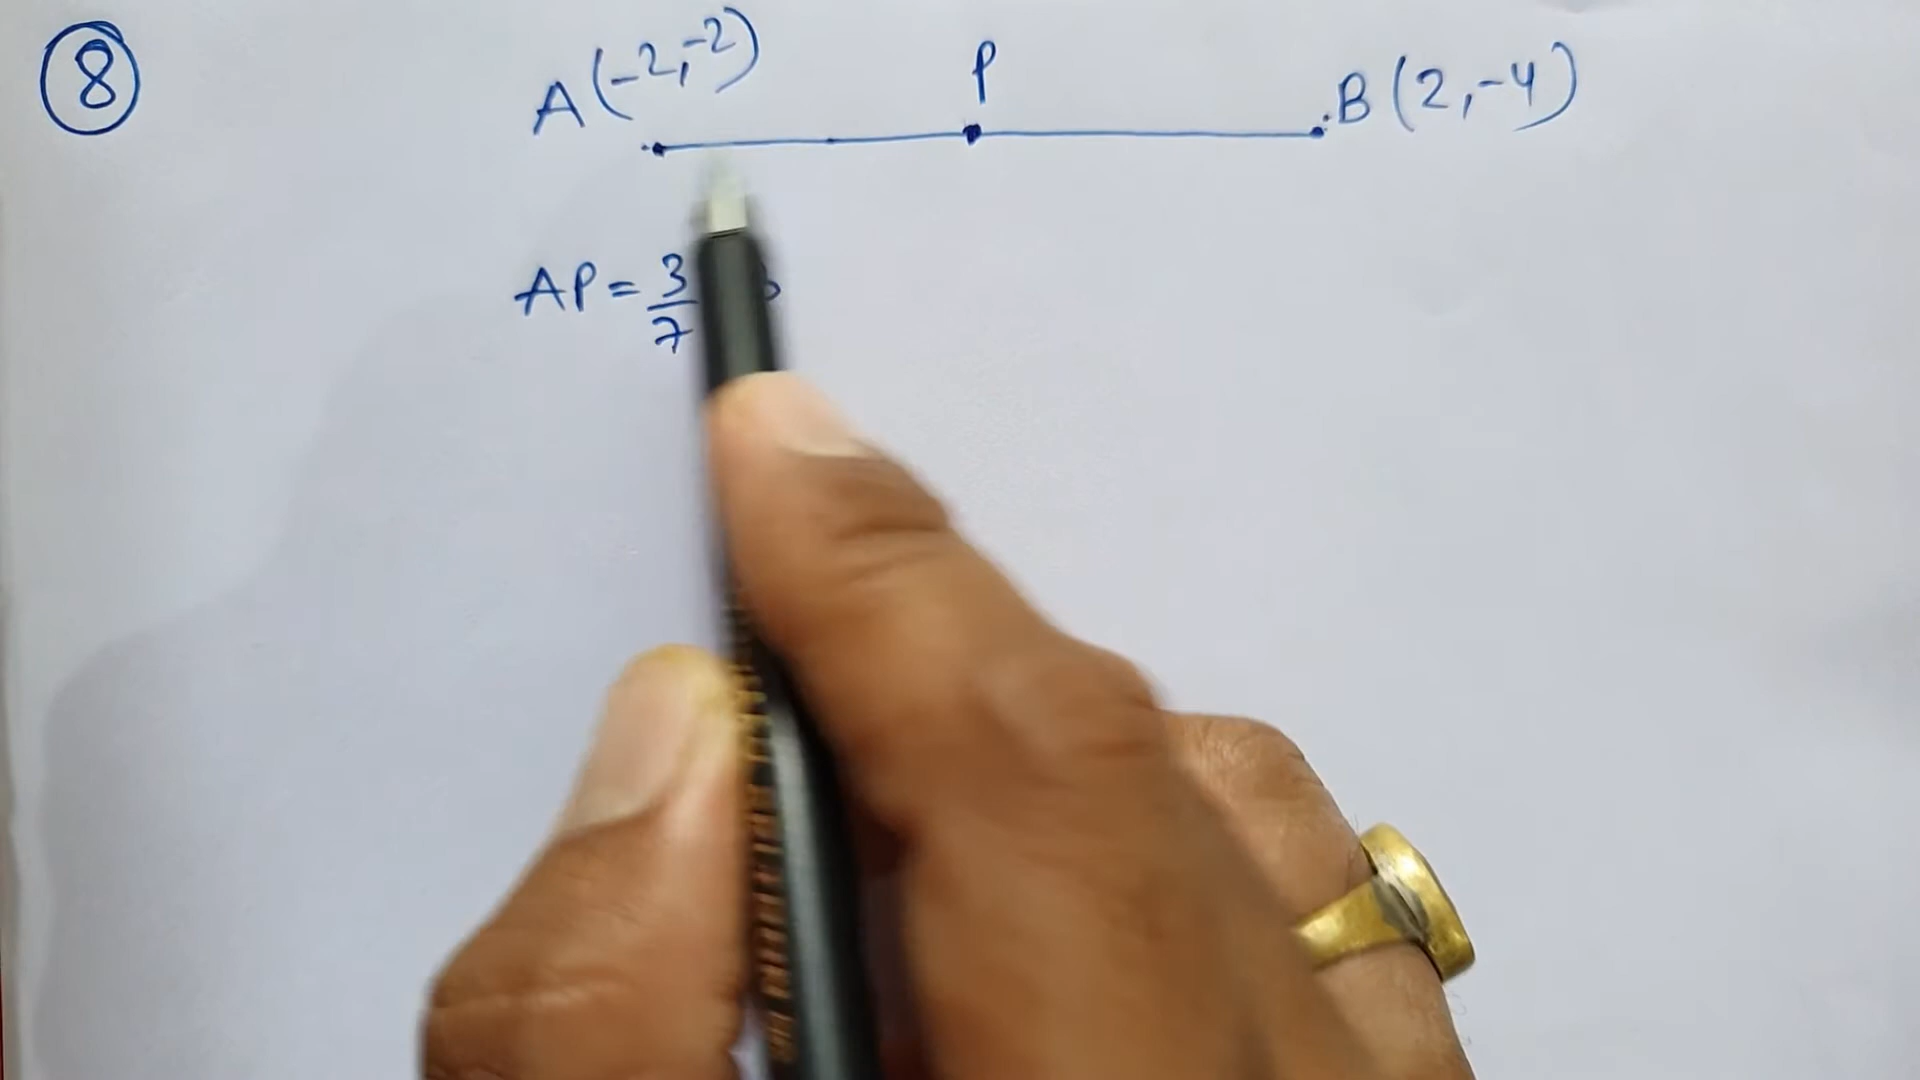 8
A(-2,-2) P B(2,-4)
AP = 3/7